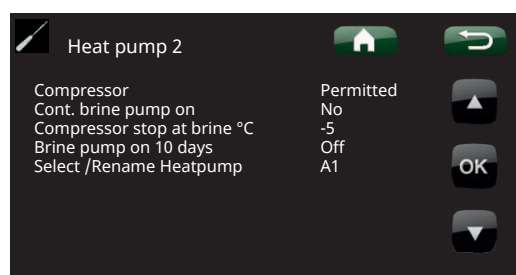 Heat pump 2
Compressor Permitted
Cont. brine pump on No
Compressor stop at brine °C -5
Brine pump on 10 days Off
Select /Rename Heatpump A1
OK